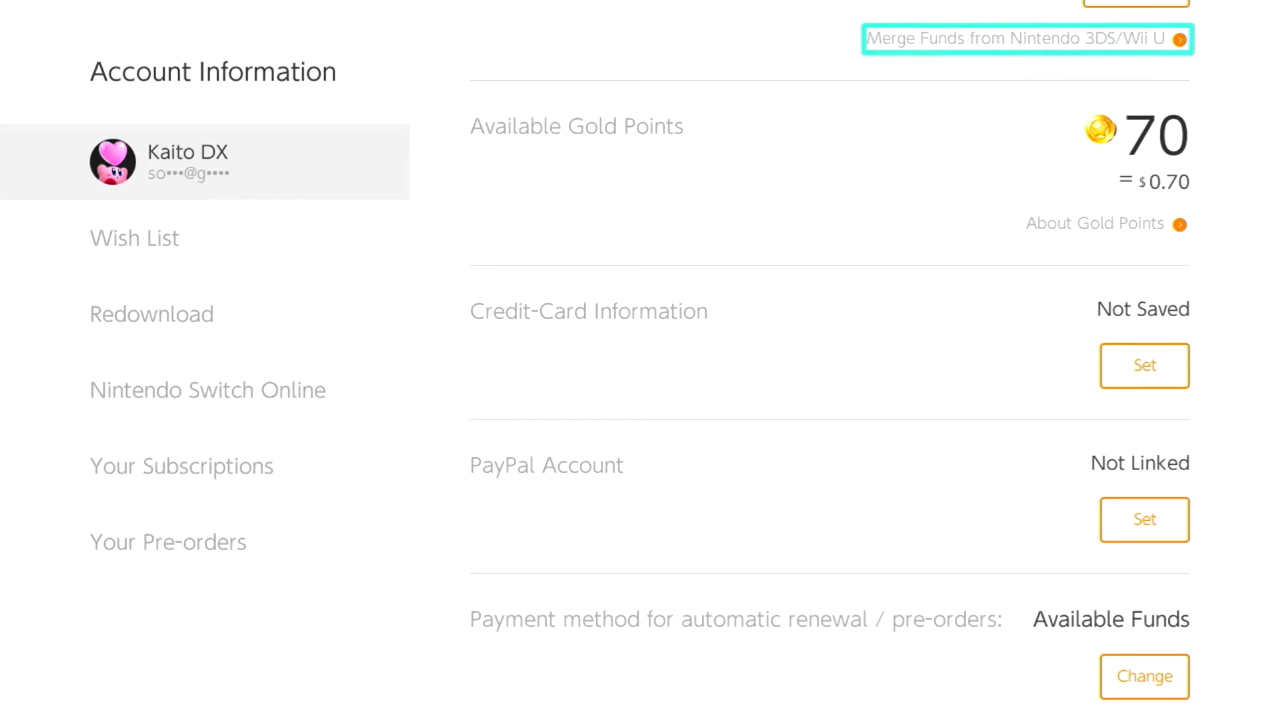 Merge Funds from Nintendo 3DS/Wii U
Account Information
Kaito DX
so•••@g••••
Wish List
Redownload
Nintendo Switch Online
Your Subscriptions
Your Pre-orders
Available Gold Points
70
= $0.70
About Gold Points
Credit-Card Information
Not Saved
Set
PayPal Account
Not Linked
Set
Payment method for automatic renewal / pre-orders:
Available Funds
Change